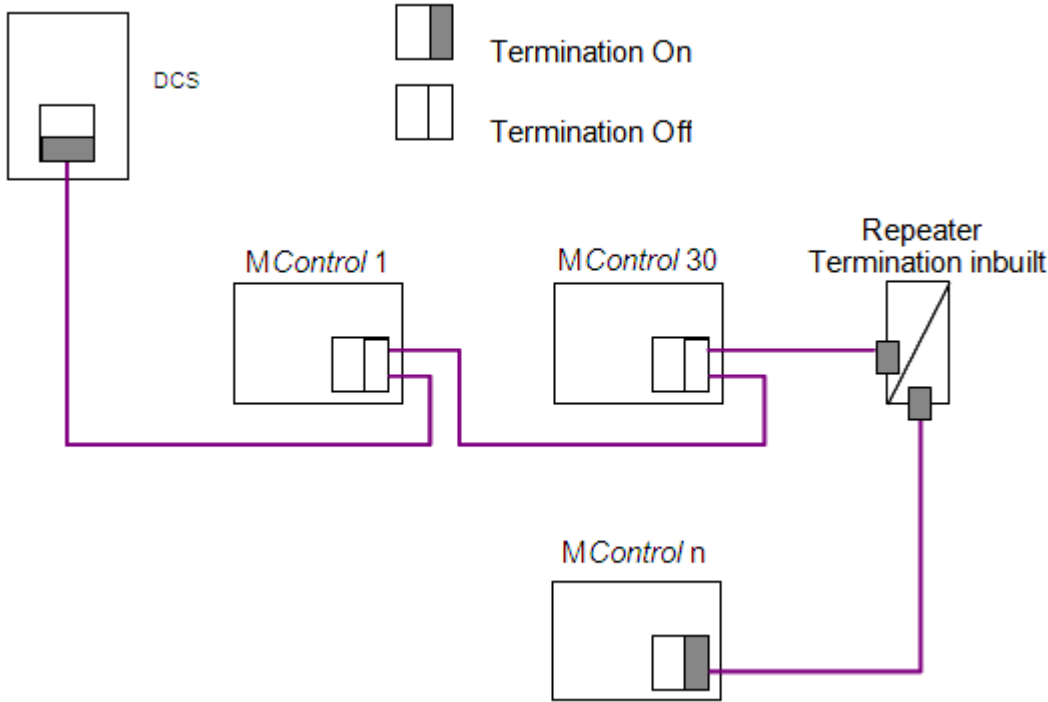 DCS
Termination On
Termination Off
MControl 1
MControl 30
Repeater
Termination inbuilt
MControl n